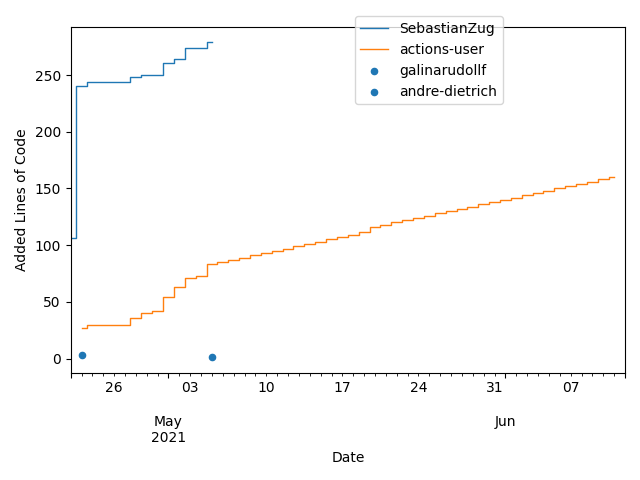 SebastianZug
actions-user
galinarudollf
andre-dietrich
Added Lines of Code
250
200
150
100
50
0
26 03 10 17 24 31 07
May Jun
2021
Date